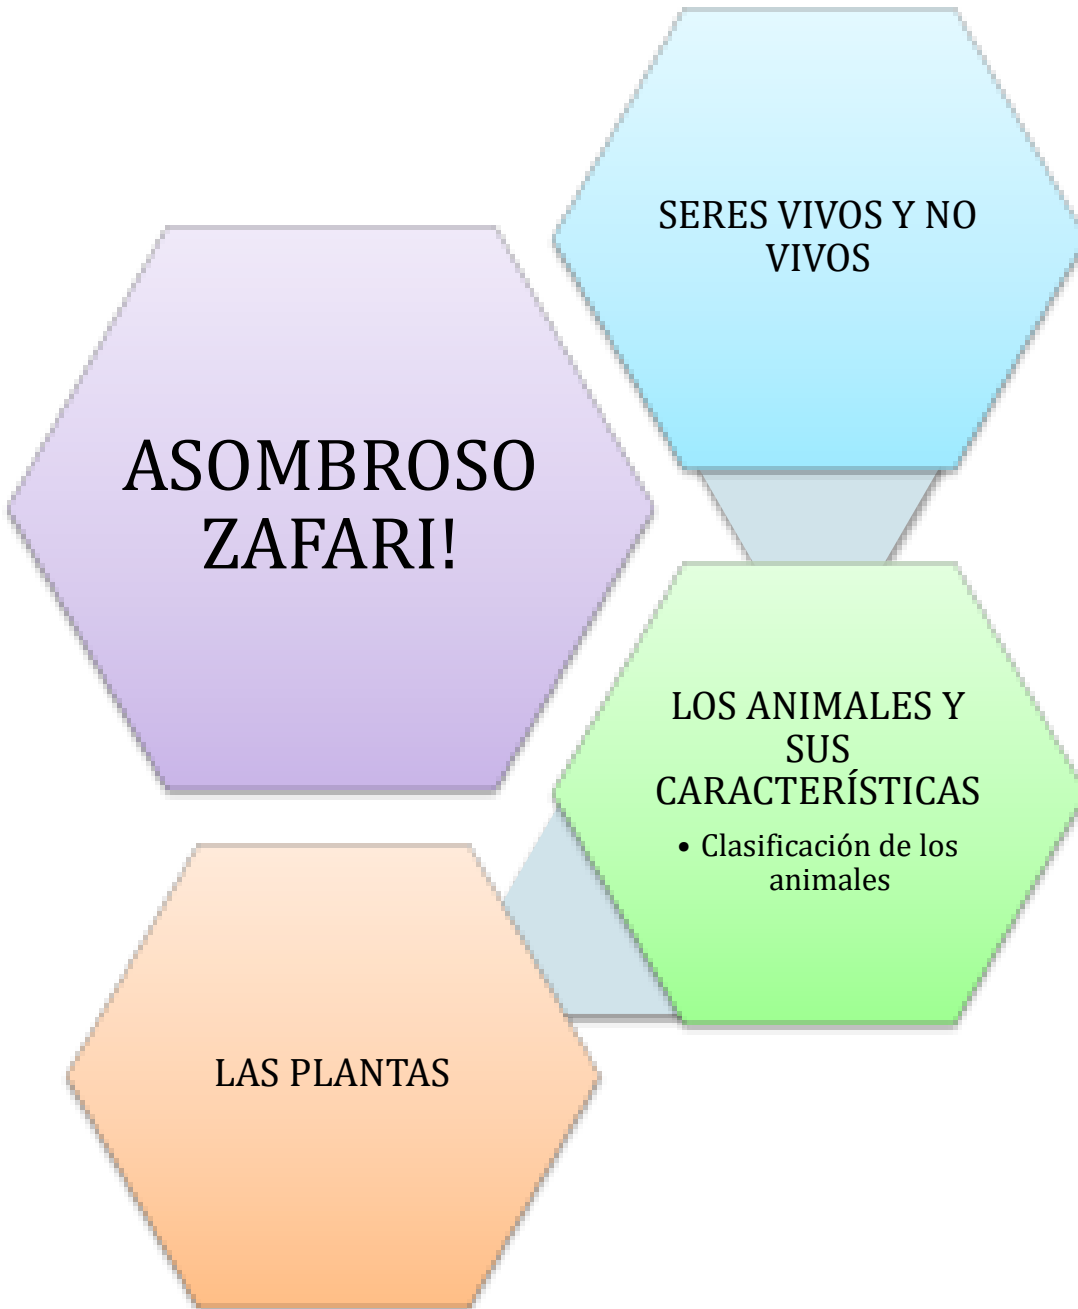 ASOMBROSO
ZAFARI!
SERES VIVOS Y NO
VIVOS
LOS ANIMALES Y
SUS
CARACTERÍSTICAS
• Clasificación de los
animales
LAS PLANTAS